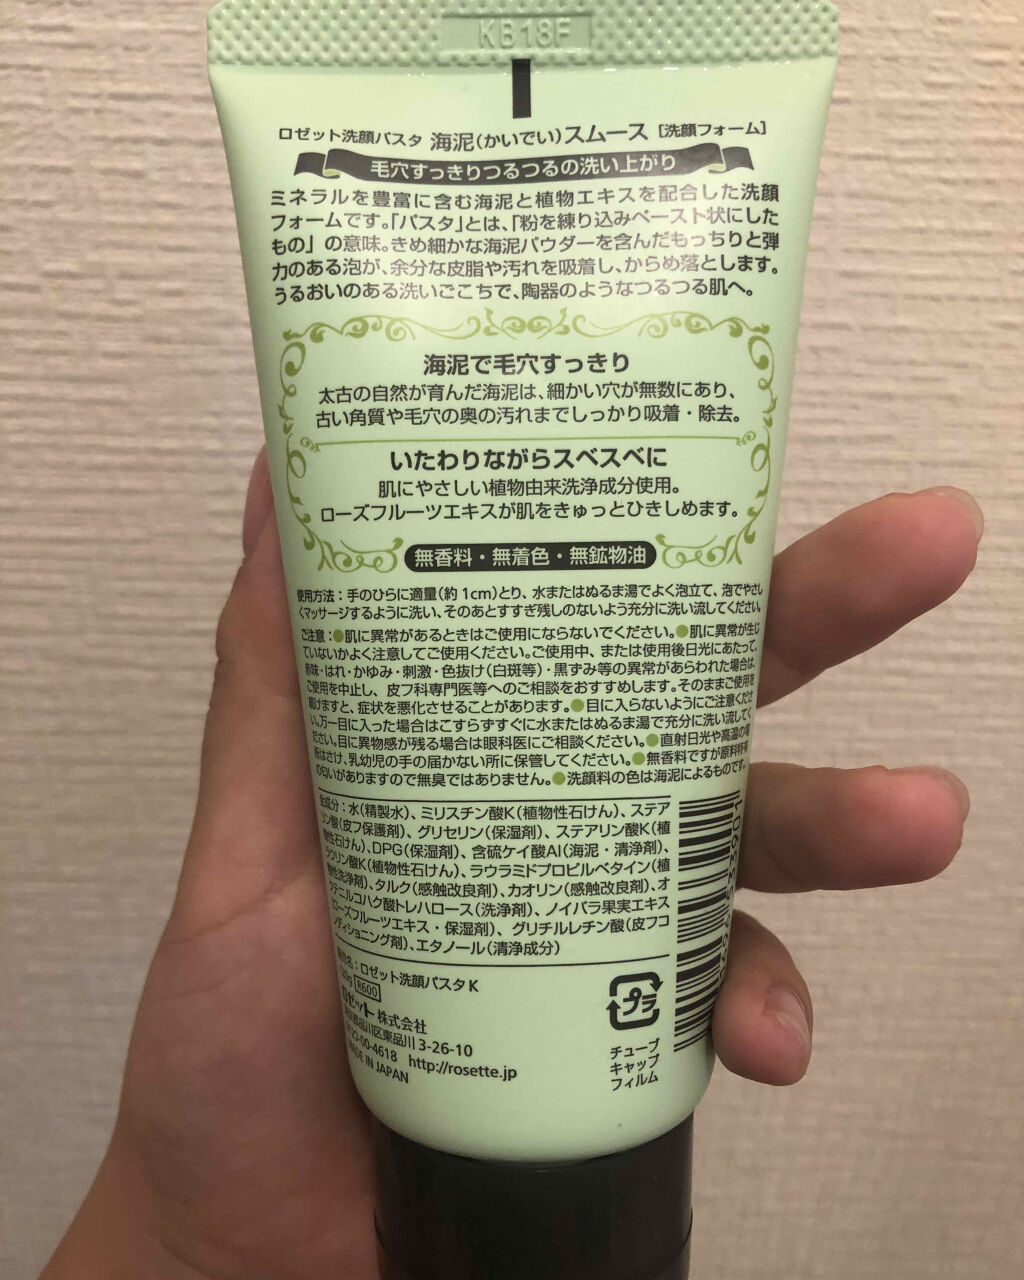 KB18F
ロゼット洗顔パスタ 海泥(かいでい)スムース [洗顔フォーム]
毛穴すっきりつるつるの洗い上がり
ミネラルを豊富に含む海泥と植物エキスを配合した洗顔
フォームです。「パスタ」とは、「粉を練り込みペースト状にした
もの」の意味。きめ細かな海泥パウダーを含んだもっちりと弾
力のある泡が、余分な皮脂や汚れを吸着し、からめ落とします。
うるおいのある洗いごこちで、陶器のようなつるつる肌へ。
海泥で毛穴すっきり
太古の自然が育んだ海泥は、細かい穴が無数にあり、
古い角質や毛穴の奥の汚れまでしっかり吸着・除去。
いたわりながらスベスベに
肌にやさしい植物由来洗浄成分使用。
ローズフルーツエキスが肌をきゅっとひきしめます。
無香料・無着色・無鉱物油
使用方法：手のひらに適量(約1cm)とり、水またはぬるま湯でよく泡立て、泡でやさし
くマッサージするように洗い、そのあとすすぎ残しのないよう充分に洗い流してください。
ご注意：●肌に異常があるときはご使用にならないでください。●肌に異常が生じ
ていないかよく注意してご使用ください。ご使用中、または使用後日光にあたって、
赤味・はれ・かゆみ・刺激・色抜け(白斑等)・黒ずみ等の異常があらわれた場合は、
ご使用を中止し、皮フ科専門医等へのご相談をおすすめします。そのままご使用を
続けますと、症状を悪化させることがあります。●目に入らないようにご注意くださ
い。万一目に入った場合はこすらずすぐに水またはぬるま湯で充分に洗い流してく
ださい。目に異物感が残る場合は眼科医にご相談ください。●直射日光や高温の場
所はさけ、乳幼児の手の届かない所に保管してください。●無香料ですが原料特有
の匂いがありますので無臭ではありません。●洗顔料の色は海泥によるものです。
全成分：水(精製水)、ミリスチン酸K(植物性石けん)、ステア
リン酸(皮フ保護剤)、グリセリン(保湿剤)、ステアリン酸K(植
物性石けん)、DPG(保湿剤)、含硫ケイ酸Al(海泥・清浄剤)、
ラウリン酸K(植物性石けん)、ラウラミドプロピルベタイン(植
物性洗浄剤)、タルク(感触改良剤)、カオリン(感触改良剤)、オ
クテニルコハク酸トレハロース(洗浄剤)、ノイバラ果実エキス
(ローズフルーツエキス・保湿剤)、グリチルレチン酸(皮フコ
ンディショニング剤)、エタノール(清浄成分)
販売名：ロゼット洗顔パスタK
120g R600
ロゼット株式会社
東京都品川区東品川3-26-10
0120-00-4618 http://rosette.jp
MADE IN JAPAN
プラ
チューブ
キャップ
フィルム